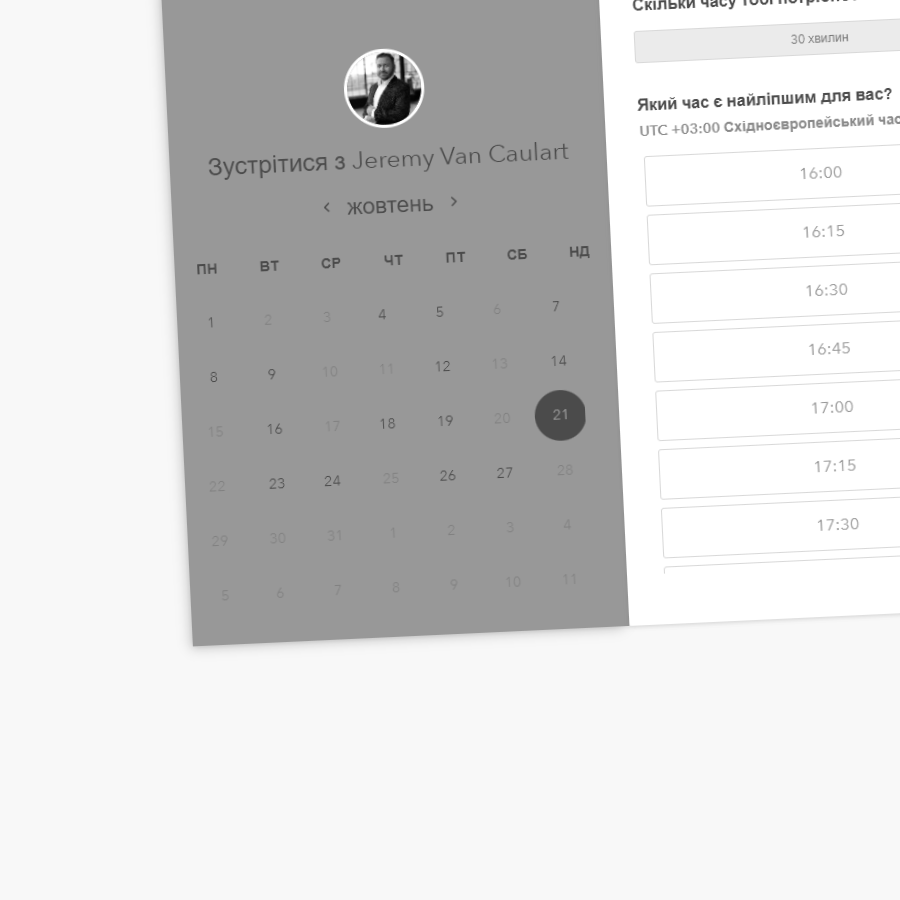 Зустрітися з Jeremy Van Caulart
‹ жовтень ›
ПН ВТ СР ЧТ ПТ СБ НД
1 2 3 4 5 6 7
8 9 10 11 12 13 14
15 16 17 18 19 20 21
22 23 24 25 26 27 28
29 30 31 1 2 3 4
5 6 7 8 9 10 11
Скільки часу тобі
30 хвилин
Який час є найліпшим для вас?
UTC +03:00 Східноєвропейський час
16:00
16:15
16:30
16:45
17:00
17:15
17:30